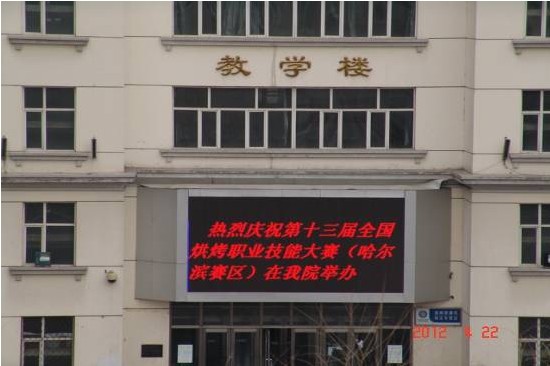 教学楼
热烈庆祝第十三届全国
烘烤职业技能大赛（哈尔
滨赛区）在我院举办
2012 4 22